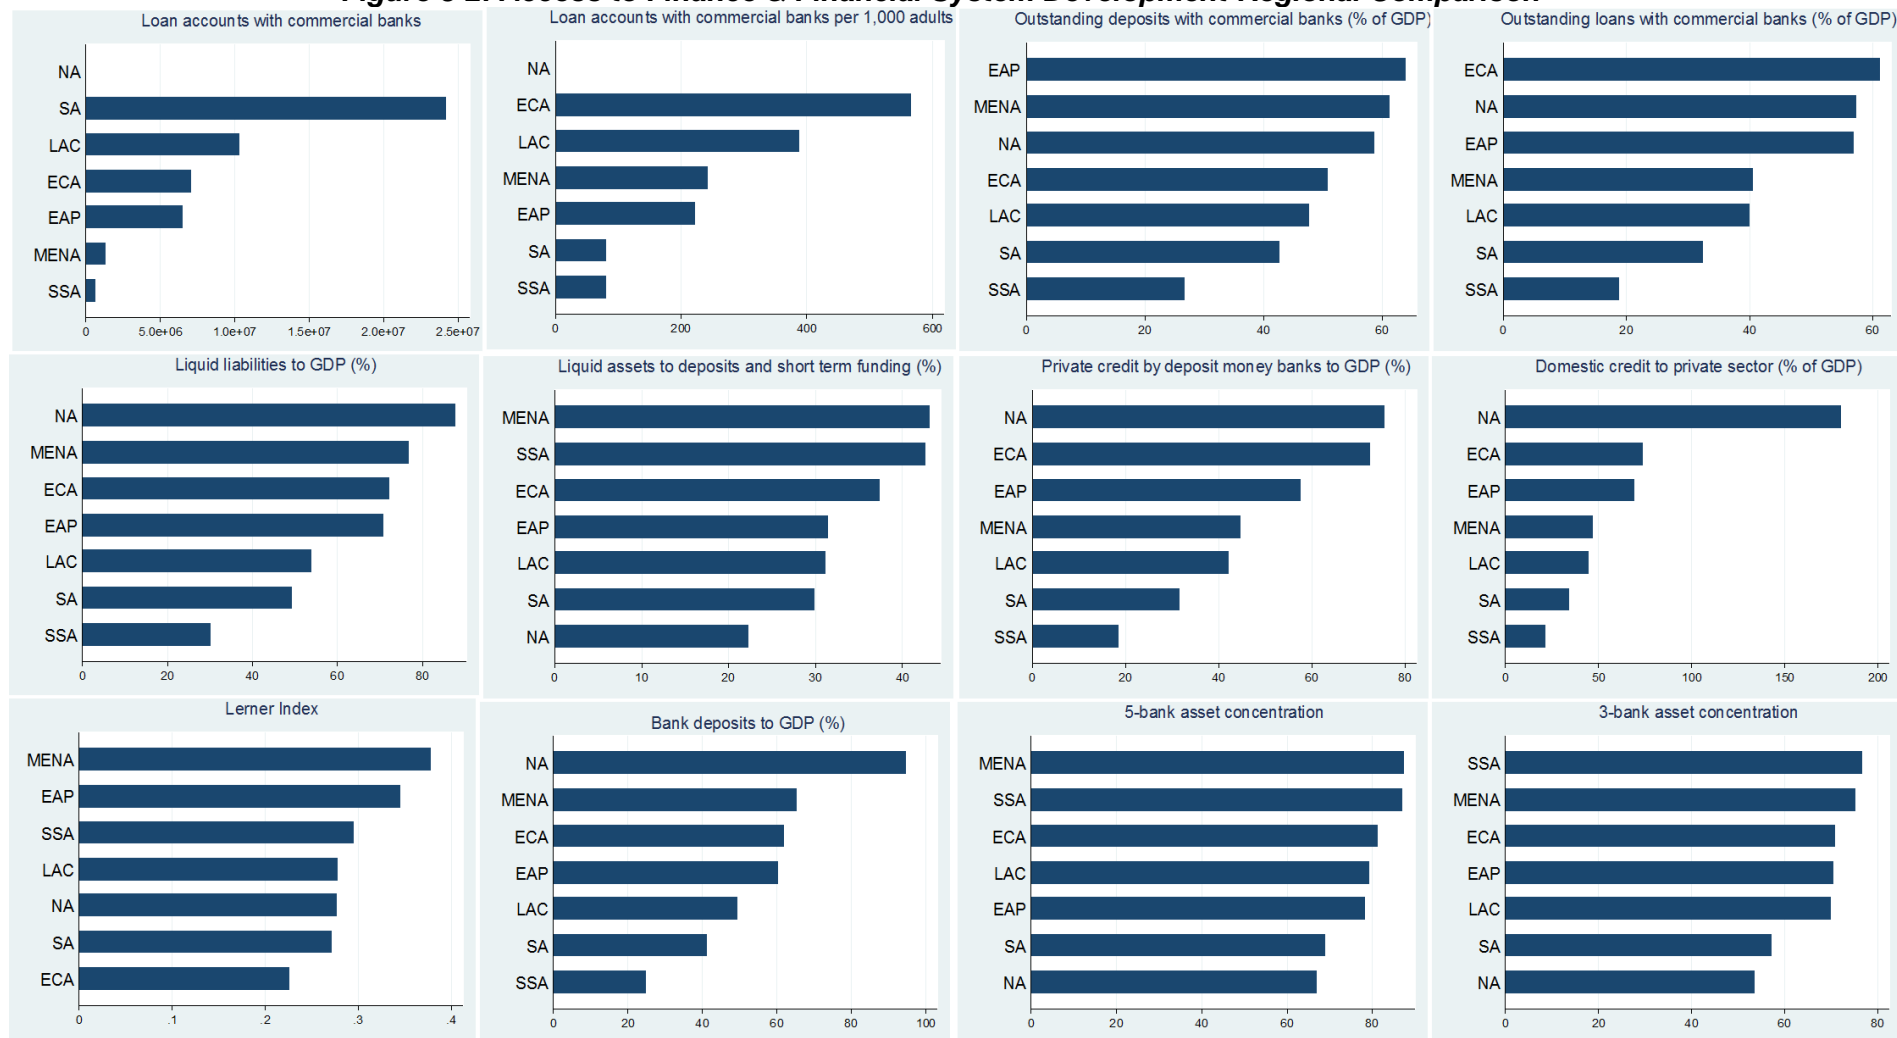 Figure 3 2: Access to Finance & Financial System Development Regional Comparison
Loan accounts with commercial banks
NA
SA
LAC
ECA
EAP
MENA
SSA
0 5.0e+06 1.0e+07 1.5e+07 2.0e+07 2.5e+07
Loan accounts with commercial banks per 1,000 adults
NA
ECA
LAC
MENA
EAP
SA
SSA
0 200 400 600
Outstanding deposits with commercial banks (% of GDP)
EAP
MENA
NA
ECA
LAC
SA
SSA
0 20 40 60
Outstanding loans with commercial banks (% of GDP)
ECA
NA
EAP
MENA
LAC
SA
SSA
0 20 40 60
Liquid liabilities to GDP (%)
NA
MENA
ECA
EAP
LAC
SA
SSA
0 20 40 60 80
Liquid assets to deposits and short term funding (%)
MENA
SSA
ECA
EAP
LAC
SA
NA
0 10 20 30 40
Private credit by deposit money banks to GDP (%)
NA
ECA
EAP
MENA
LAC
SA
SSA
0 20 40 60 80
Domestic credit to private sector (% of GDP)
NA
ECA
EAP
MENA
LAC
SA
SSA
0 50 100 150 200
Lerner Index
MENA
EAP
SSA
LAC
NA
SA
ECA
0 .1 .2 .3 .4
Bank deposits to GDP (%)
NA
MENA
ECA
EAP
LAC
SA
SSA
0 20 40 60 80 100
5-bank asset concentration
MENA
SSA
ECA
LAC
EAP
SA
NA
0 20 40 60 80
3-bank asset concentration
SSA
MENA
ECA
EAP
LAC
SA
NA
0 20 40 60 80